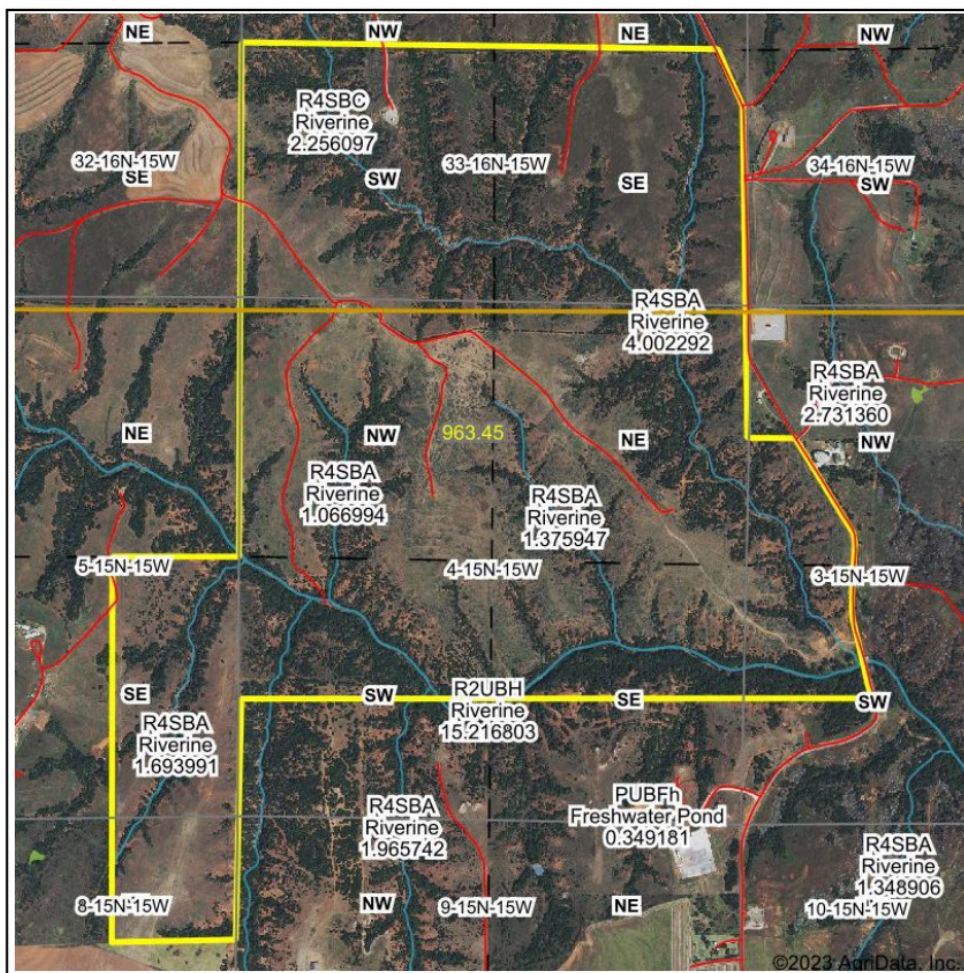 NE
NW
NE
NW
R4SBC
Riverine
2.256097
32-16N-15W
SE
SW
33-16N-15W
SE
34-16N-15W
SW
R4SBA
Riverine
4.002292
R4SBA
Riverine
2.731360
NE
NW
963.45
NE
NW
R4SBA
Riverine
1.066994
R4SBA
Riverine
1.375947
5-15N-15W
4-15N-15W
3-15N-15W
SE
SW
R2UBH
Riverine
15.216803
SE
SW
R4SBA
Riverine
1.693991
R4SBA
Riverine
1.965742
PUBFh
Freshwater Pond
0.349181
R4SBA
Riverine
1.348906
8-15N-15W
NW
9-15N-15W
NE
10-15N-15W
©2023 AgriData, Inc.